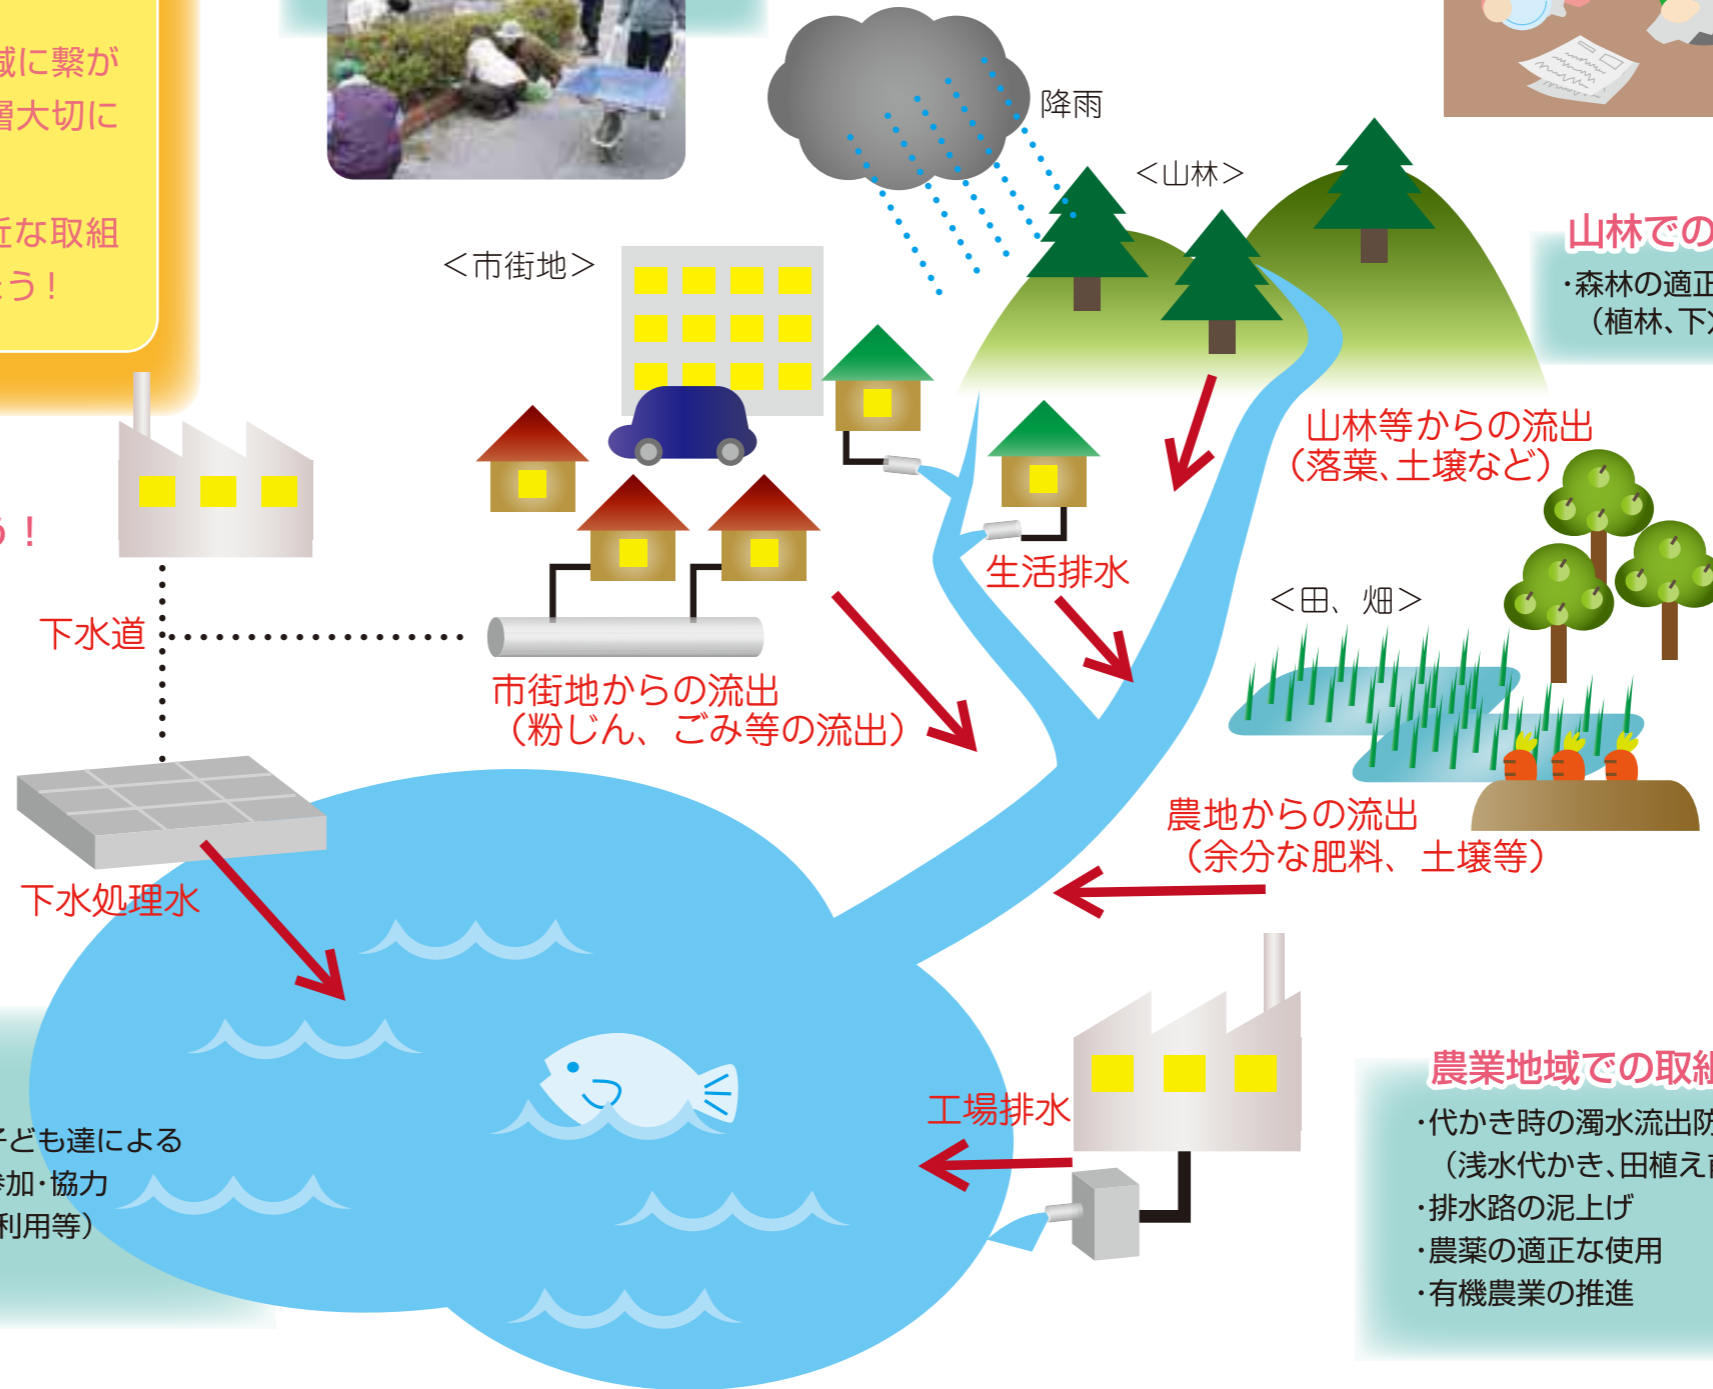 減に繋が
層大切に
近な取組
ょう！
う！
降雨
＜山林＞
＜市街地＞
山林での
・森林の適正
（植林、下刈
山林等からの流出
（落葉、土壌など）
生活排水
＜田、畑＞
下水道
市街地からの流出
（粉じん、ごみ等の流出）
農地からの流出
（余分な肥料、土壌等）
下水処理水
工場排水
子ども達による
参加・協力
利用等）
農業地域での取組
・代かき時の濁水流出防
（浅水代かき、田植え前
・排水路の泥上げ
・農薬の適正な使用
・有機農業の推進